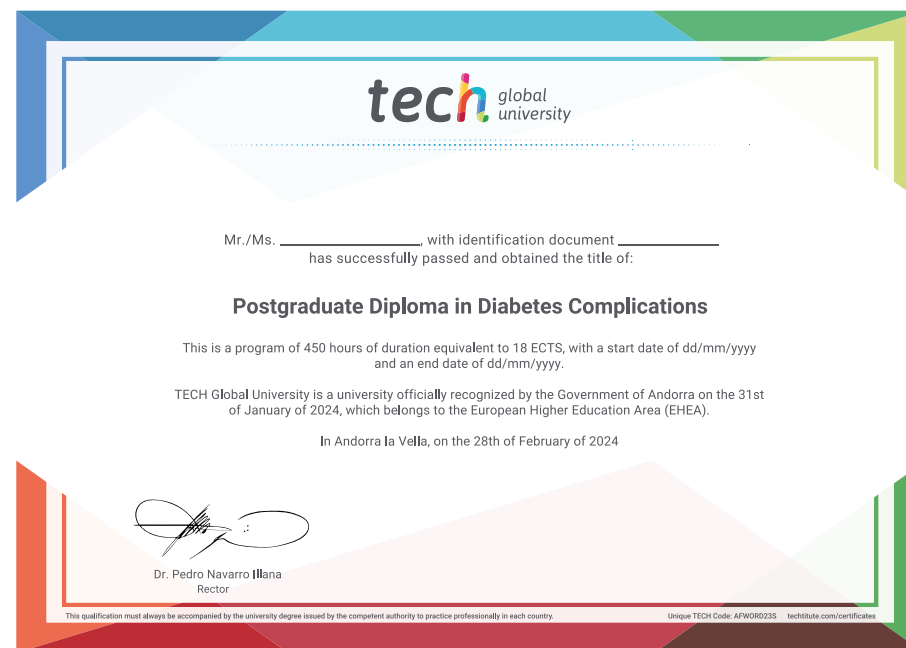 tech global
university
Mr./Ms. ____________________, with identification document ______________
has successfully passed and obtained the title of:
Postgraduate Diploma in Diabetes Complications
This is a program of 450 hours of duration equivalent to 18 ECTS, with a start date of dd/mm/yyyy
and an end date of dd/mm/yyyy.
TECH Global University is a university officially recognized by the Government of Andorra on the 31st
of January of 2024, which belongs to the European Higher Education Area (EHEA).
In Andorra la Vella, on the 28th of February of 2024
Dr. Pedro Navarro Illana
Rector
This qualification must always be accompanied by the university degree issued by the competent authority to practice professionally in each country.
Unique TECH Code: AFWORD23S techtitute.com/certificates